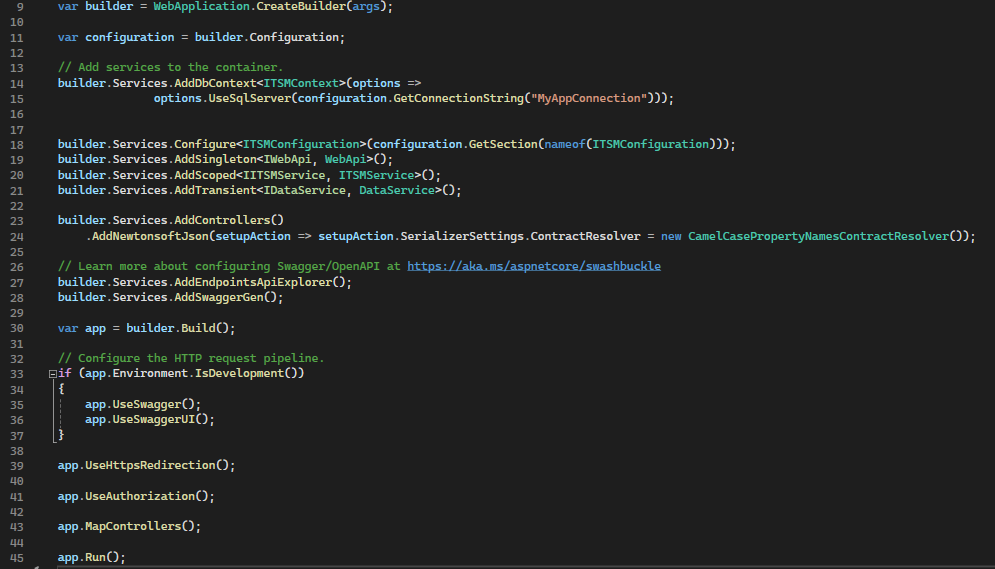 9 var builder = WebApplication.CreateBuilder(args);
10
11 var configuration = builder.Configuration;
12
13 // Add services to the container.
14 builder.Services.AddDbContext<ITSMContext>(options =>
15 options.UseSqlServer(configuration.GetConnectionString("MyAppConnection")));
16
17
18 builder.Services.Configure<ITSMConfiguration>(configuration.GetSection(nameof(ITSMConfiguration)));
19 builder.Services.AddSingleton<IWebApi, WebApi>();
20 builder.Services.AddScoped<IITSMService, ITSMService>();
21 builder.Services.AddTransient<IDataService, DataService>();
22
23 builder.Services.AddControllers()
24 .AddNewtonsoftJson(setupAction => setupAction.SerializerSettings.ContractResolver = new CamelCasePropertyNamesContractResolver());
25
26 // Learn more about configuring Swagger/OpenAPI at https://aka.ms/aspnetcore/swashbuckle
27 builder.Services.AddEndpointsApiExplorer();
28 builder.Services.AddSwaggerGen();
29
30 var app = builder.Build();
31
32 // Configure the HTTP request pipeline.
33 if (app.Environment.IsDevelopment())
34 {
35 app.UseSwagger();
36 app.UseSwaggerUI();
37 }
38
39 app.UseHttpsRedirection();
40
41 app.UseAuthorization();
42
43 app.MapControllers();
44
45 app.Run();